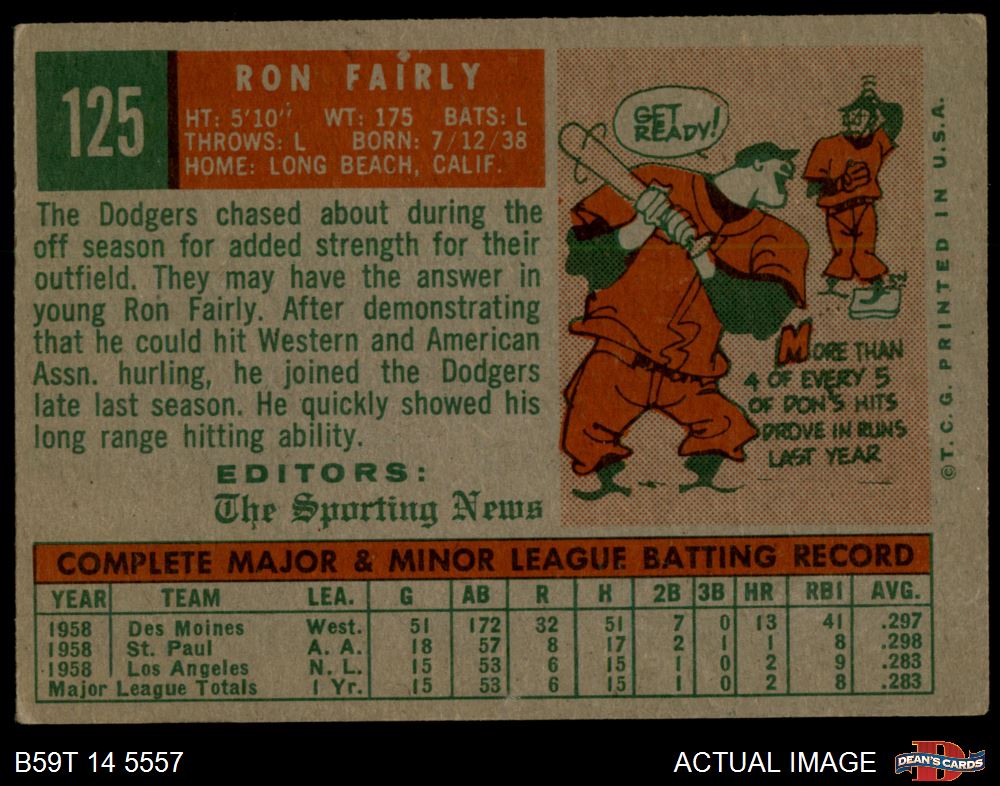 125
RON FAIRLY
HT: 5'10" WT: 175 BATS: L
THROWS: L BORN: 7/12/38
HOME: LONG BEACH, CALIF.
The Dodgers chased about during the
off season for added strength for their
outfield. They may have the answer in
young Ron Fairly. After demonstrating
that he could hit Western and American
Assn. hurling, he joined the Dodgers
late last season. He quickly showed his
long range hitting ability.
EDITORS:
The Sporting News
GET
READY!
MORE THAN
4 OF EVERY 5
OF DON'S HITS
DROVE IN RUNS
LAST YEAR
©T.C.G. PRINTED IN U.S.A.
COMPLETE MAJOR & MINOR LEAGUE BATTING RECORD
YEAR TEAM LEA. G AB R H 2B 3B HR RBI AVG.
1958 Des Moines West. 51 172 32 51 7 0 13 41 .297
1958 St. Paul A. A. 18 57 8 17 2 1 1 8 .298
1958 Los Angeles N. L. 15 53 6 15 1 0 2 9 .283
Major League Totals 1 Yr. 15 53 6 15 1 0 2 8 .283
B59T 14 5557
ACTUAL IMAGE
D
DEAN'S CARDS